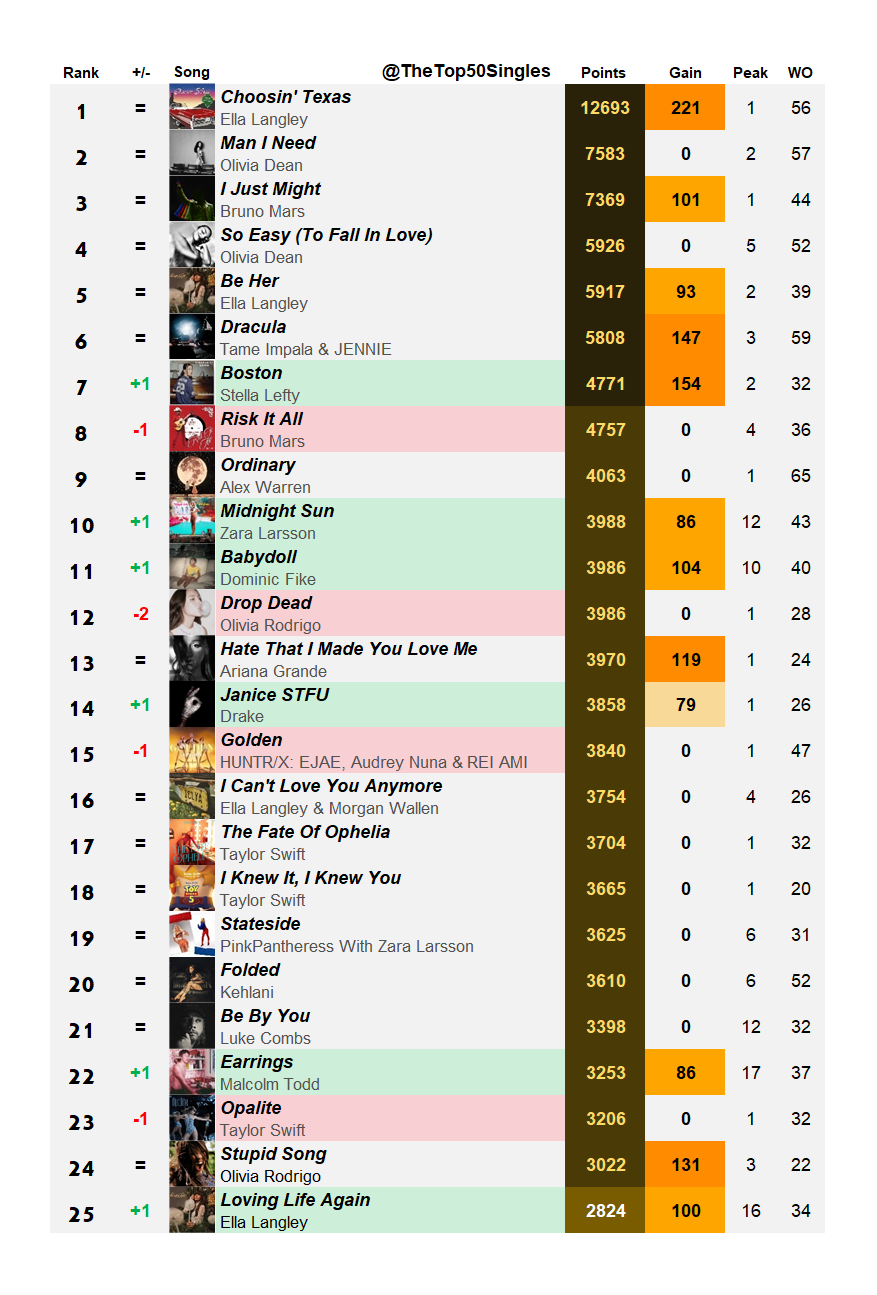 Rank +/- Song @TheTop50Singles Points Gain Peak WO
1 = Choosin' Texas 12693 221 1 56
Ella Langley
2 = Man I Need 7583 0 2 57
Olivia Dean
3 = I Just Might 7369 101 1 44
Bruno Mars
4 = So Easy (To Fall In Love) 5926 0 5 52
Olivia Dean
5 = Be Her 5917 93 2 39
Ella Langley
6 = Dracula 5808 147 3 59
Tame Impala & JENNIE
7 +1 Boston 4771 154 2 32
Stella Lefty
8 -1 Risk It All 4757 0 4 36
Bruno Mars
9 = Ordinary 4063 0 1 65
Alex Warren
10 +1 Midnight Sun 3988 86 12 43
Zara Larsson
11 +1 Babydoll 3986 104 10 40
Dominic Fike
12 -2 Drop Dead 3986 0 1 28
Olivia Rodrigo
13 = Hate That I Made You Love Me 3970 119 1 24
Ariana Grande
14 +1 Janice STFU 3858 79 1 26
Drake
15 -1 Golden 3840 0 1 47
HUNTR/X: EJAE, Audrey Nuna & REI AMI
16 = I Can't Love You Anymore 3754 0 4 26
Ella Langley & Morgan Wallen
17 = The Fate Of Ophelia 3704 0 1 32
Taylor Swift
18 = I Knew It, I Knew You 3665 0 1 20
Taylor Swift
19 = Stateside 3625 0 6 31
PinkPantheress With Zara Larsson
20 = Folded 3610 0 6 52
Kehlani
21 = Be By You 3398 0 12 32
Luke Combs
22 +1 Earrings 3253 86 17 37
Malcolm Todd
23 -1 Opalite 3206 0 1 32
Taylor Swift
24 = Stupid Song 3022 131 3 22
Olivia Rodrigo
25 +1 Loving Life Again 2824 100 16 34
Ella Langley